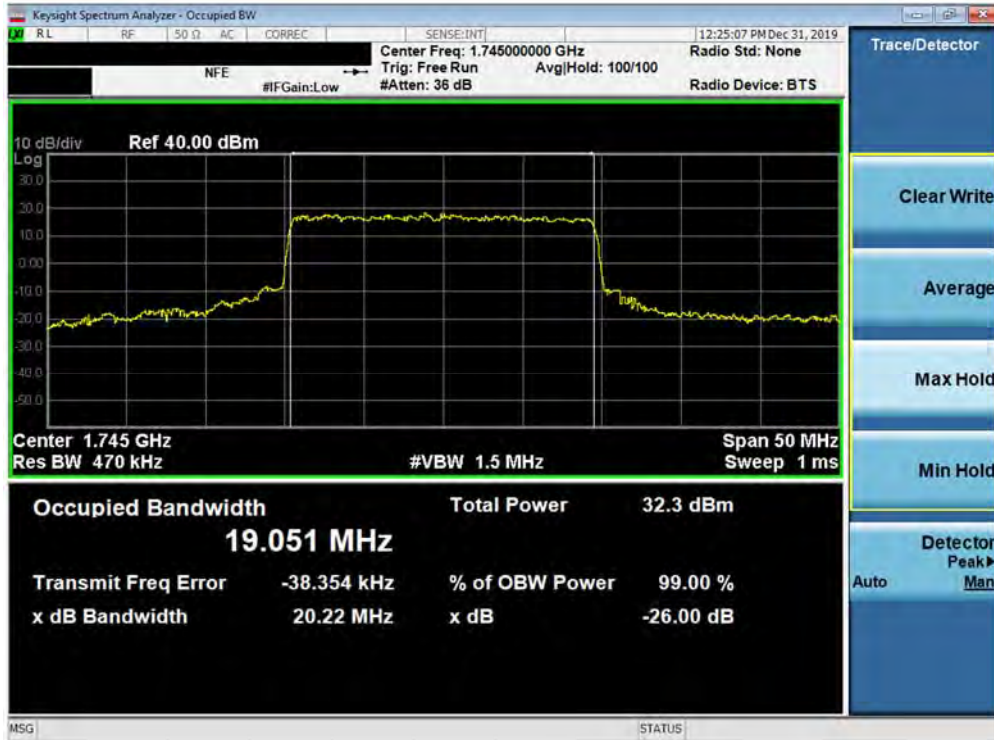 Keysight Spectrum Analyzer - Occupied BW
LXI RL RF 50 Ω AC CORREC SENSE:INT 12:25:07 PM Dec 31, 2019
Center Freq: 1.745000000 GHz Radio Std: None
NFE Trig: Free Run Avg|Hold: 100/100
#IFGain:Low #Atten: 36 dB Radio Device: BTS
10 dB/div Ref 40.00 dBm
Log
30.0
20.0
10.0
0.00
-10.0
-20.0
-30.0
-40.0
-50.0
Center 1.745 GHz Span 50 MHz
Res BW 470 kHz #VBW 1.5 MHz Sweep 1 ms
Occupied Bandwidth Total Power 32.3 dBm
19.051 MHz
Transmit Freq Error -38.354 kHz % of OBW Power 99.00 %
x dB Bandwidth 20.22 MHz x dB -26.00 dB
MSG STATUS
Trace/Detector
Clear Write
Average
Max Hold
Min Hold
Detector
Peak▶
Auto Man